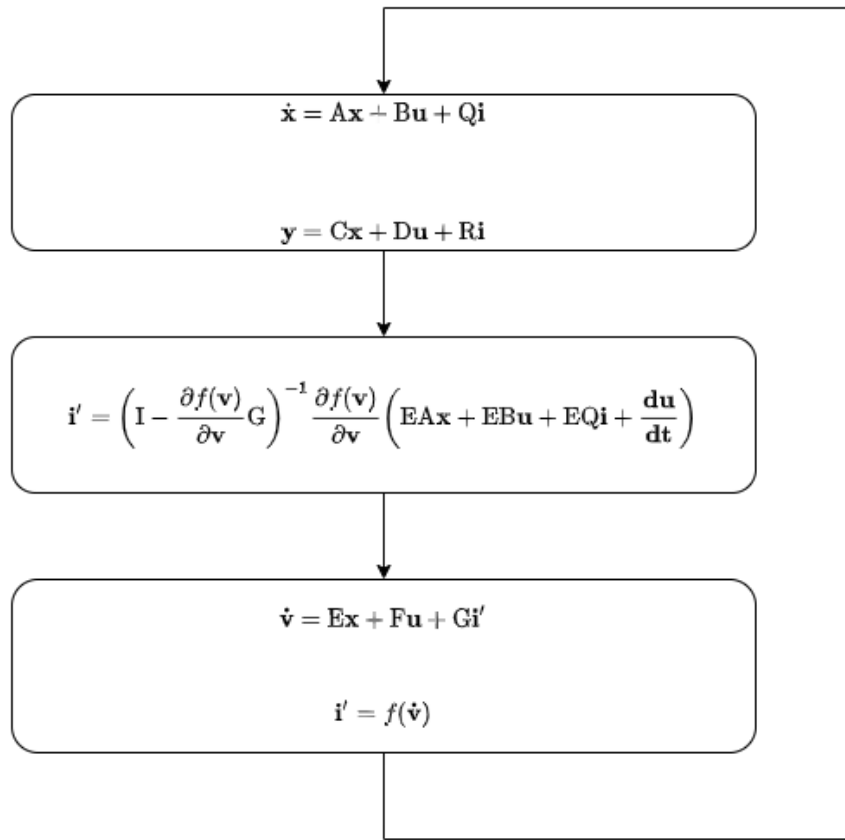 ẋ = Ax + Bu + Qi
y = Cx + Du + Ri
i′ = (I − ∂f(v)/∂v G)⁻¹ ∂f(v)/∂v (EAx + EBu + EQi + du/dt)
v̇ = Ex + Fu + Gi′
i′ = f(v̇)